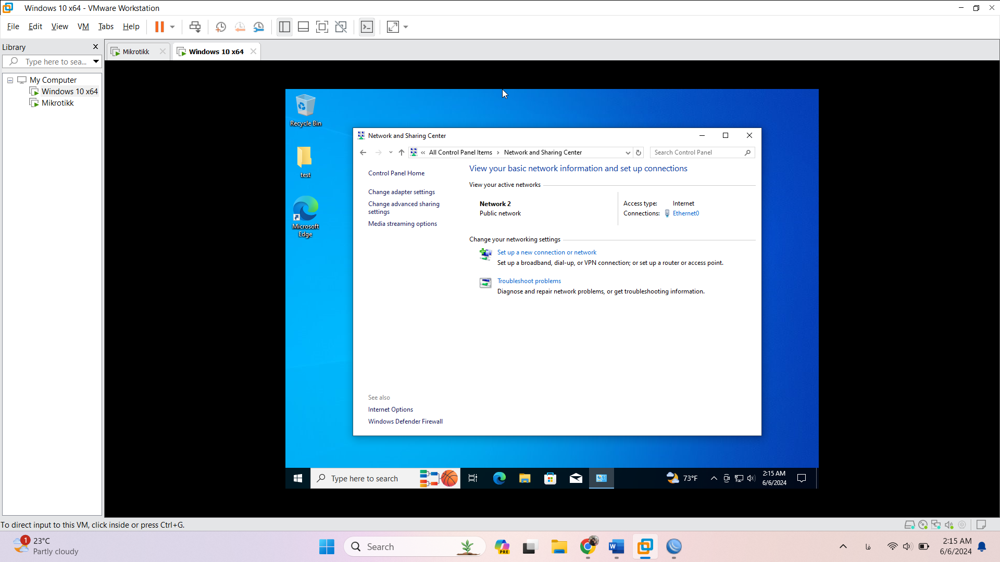 Windows 10 x64 - VMware Workstation
File Edit View VM Tabs Help
Library
Type here to sea...
My Computer
Windows 10 x64
Mikrotikk
Mikrotikk
Windows 10 x64
Recycle Bin
test
Microsoft
Edge
Network and Sharing Center
« All Control Panel Items › Network and Sharing Center
Search Control Panel
Control Panel Home
Change adapter settings
Change advanced sharing
settings
Media streaming options
View your basic network information and set up connections
View your active networks
Network 2
Public network
Access type: Internet
Connections: Ethernet0
Change your networking settings
Set up a new connection or network
Set up a broadband, dial-up, or VPN connection; or set up a router or access point.
Troubleshoot problems
Diagnose and repair network problems, or get troubleshooting information.
See also
Internet Options
Windows Defender Firewall
Type here to search
73°F
2:15 AM
6/6/2024
To direct input to this VM, click inside or press Ctrl+G.
1
23°C
Partly cloudy
Search
PRE
W
فا
2:15 AM
6/6/2024